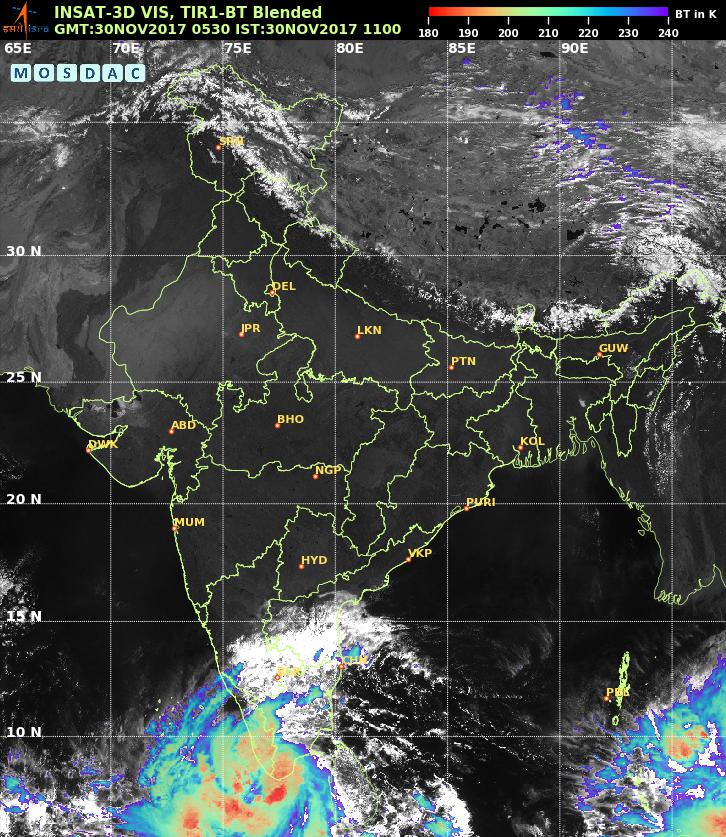 INSAT-3D VIS, TIR1-BT Blended
GMT:30NOV2017 0530 IST:30NOV2017 1100
BT in K
180 190 200 210 220 230 240
65E 70E 75E 80E 85E 90E
MOSDAC
SRN
30 N
DEL
JPR LKN
GUW
PTN
25 N
ABD BHO
DWK KOL
NGP
20 N PURI
MUM
VKP
HYD
15 N
CHN
PBL
10 N